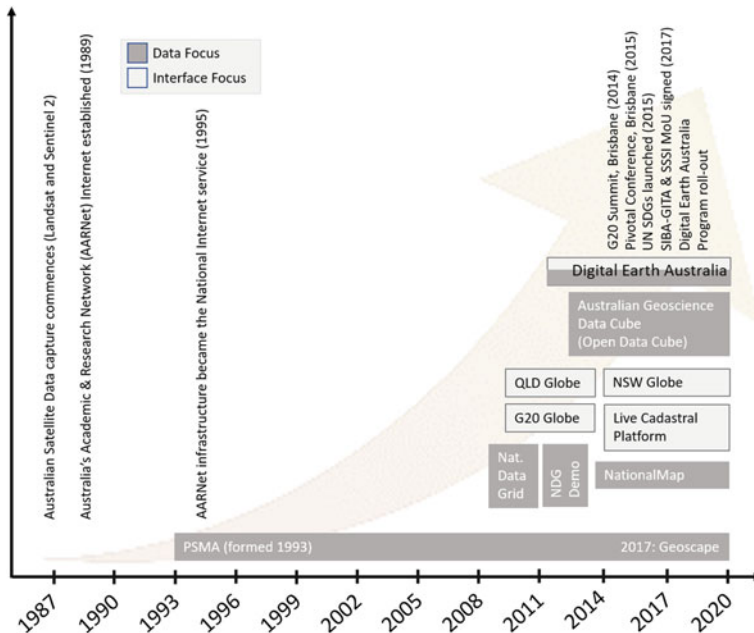 Data Focus
Interface Focus
Australian Satellite Data capture commences (Landsat and Sentinel 2)
Australia's Academic & Research Network (AARNet) Internet established (1989)
AARNet infrastructure became the National Internet service (1995)
G20 Summit, Brisbane (2014)
Pivotal Conference, Brisbane (2015)
UN SDGs launched (2015)
SIBA-GITA & SSSI MoU signed (2017)
Digital Earth Australia
Program roll-out
Digital Earth Australia
Australian Geoscience
Data Cube
(Open Data Cube)
QLD Globe
NSW Globe
G20 Globe
Live Cadastral
Platform
Nat.
Data
Grid
NDG
Demo
NationalMap
PSMA (formed 1993)
2017: Geoscape
1987
1990
1993
1996
1999
2002
2005
2008
2011
2014
2017
2020